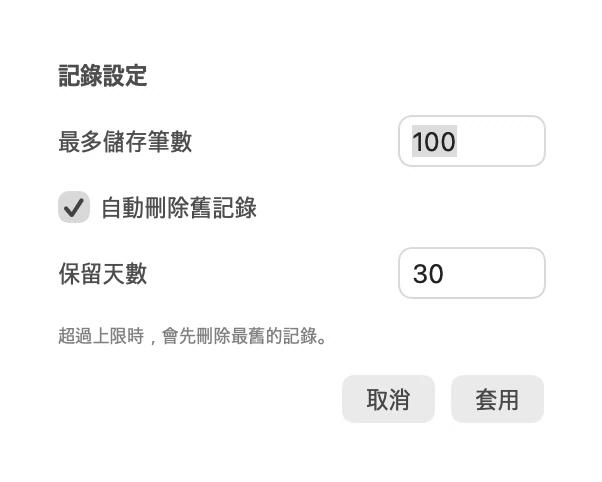 記錄設定
最多儲存筆數 100
自動刪除舊記錄
保留天數 30
超過上限時，會先刪除最舊的記錄。
取消 套用